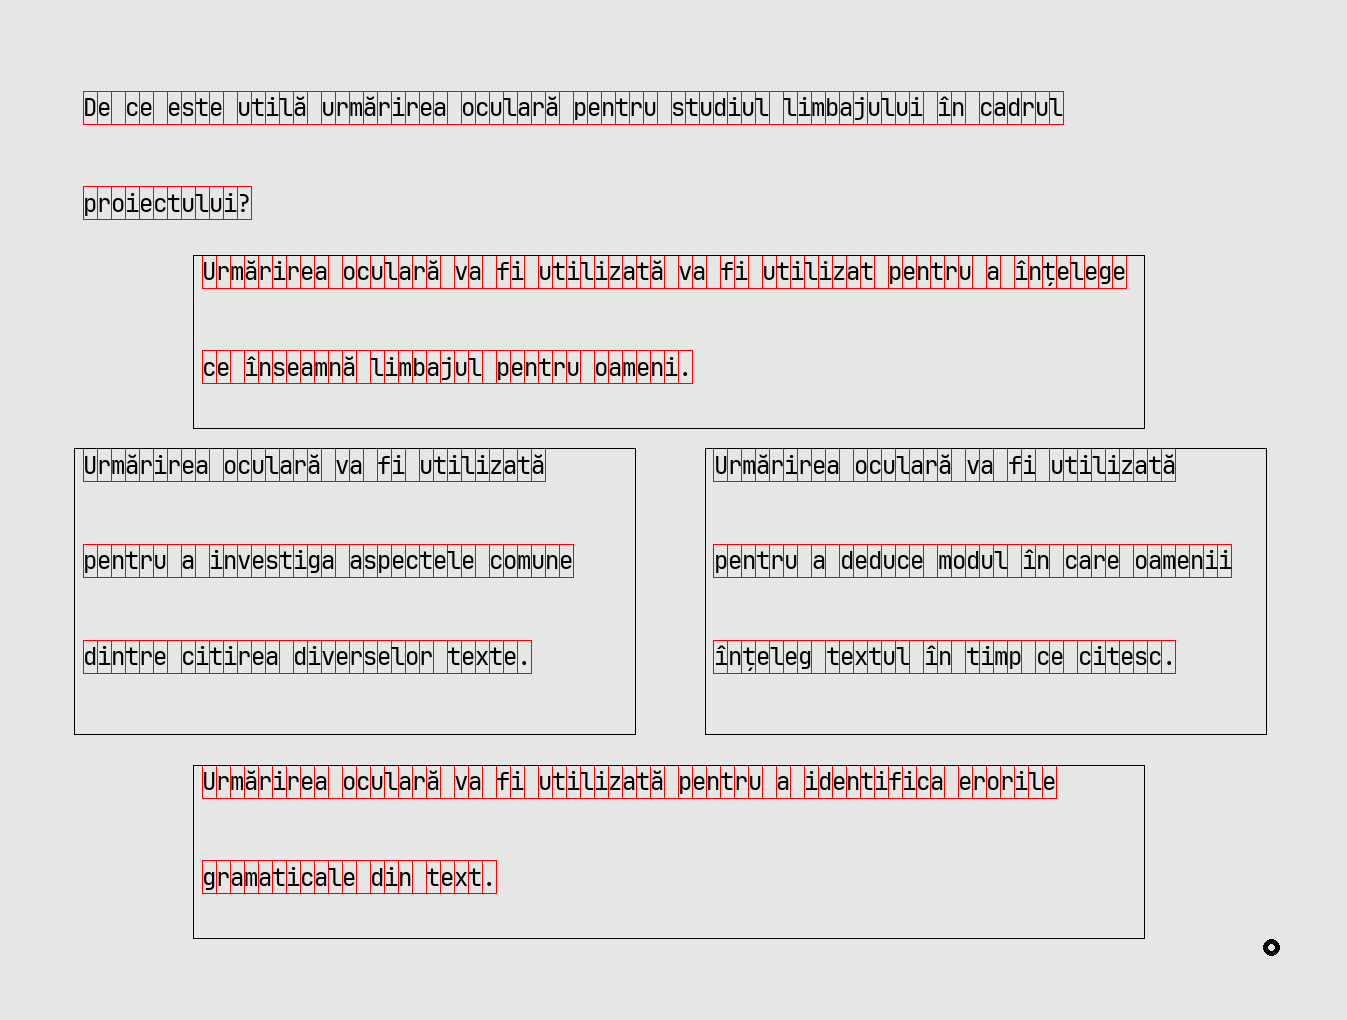 De ce este utilă urmărirea oculară pentru studiul limbajului în cadrul
proiectului?
Urmărirea oculară va fi utilizată va fi utilizat pentru a înțelege
ce înseamnă limbajul pentru oameni.
Urmărirea oculară va fi utilizată
pentru a investiga aspectele comune
dintre citirea diverselor texte.
Urmărirea oculară va fi utilizată
pentru a deduce modul în care oamenii
înțeleg textul în timp ce citesc.
Urmărirea oculară va fi utilizată pentru a identifica erorile
gramaticale din text.